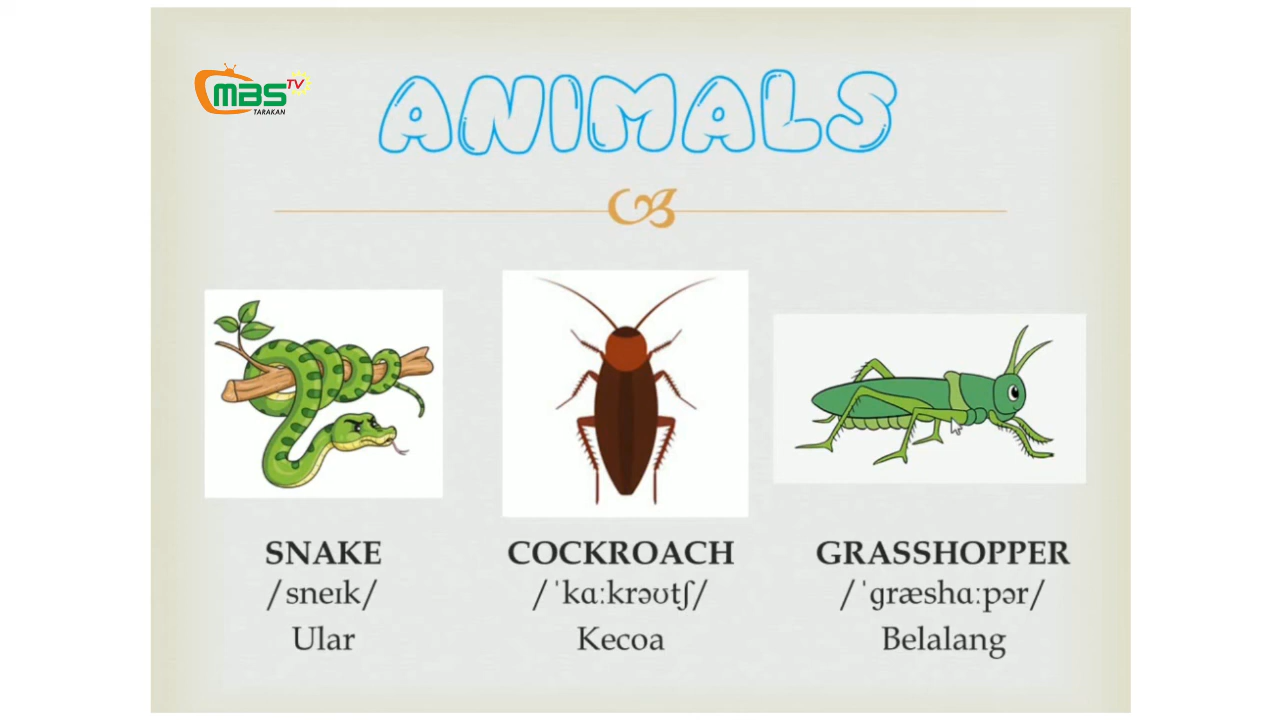 MBS TV
TARAKAN
ANIMALS
SNAKE
/sneɪk/
Ular
COCKROACH
/ˈkɑːkrəʊtʃ/
Kecoa
GRASSHOPPER
/ˈɡræshɑːpər/
Belalang